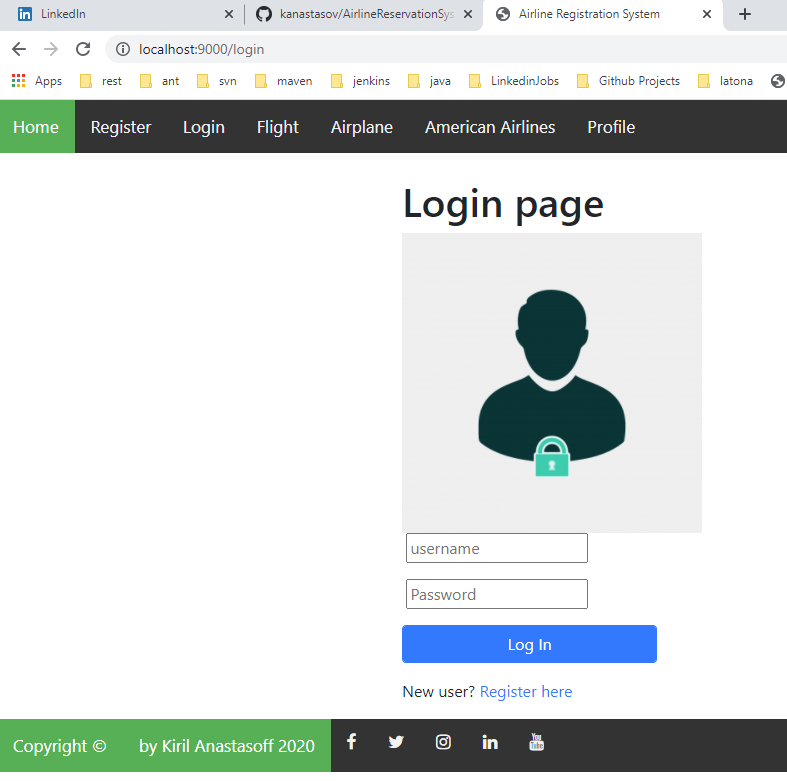 LinkedIn kanastasov/AirlineReservationSys Airline Registration System
localhost:9000/login
Apps rest ant svn maven jenkins java LinkedinJobs Github Projects latona
Home Register Login Flight Airplane American Airlines Profile
Login page
username
Password
Log In
New user? Register here
Copyright © by Kiril Anastasoff 2020
You Tube